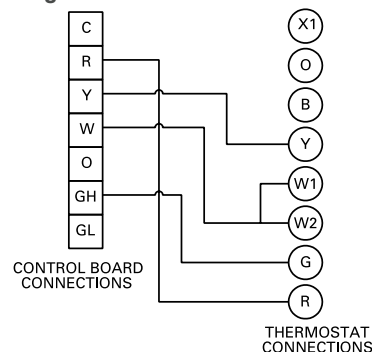 C
R
Y
W
O
GH
GL
CONTROL BOARD
CONNECTIONS
X1
O
B
Y
W1
W2
G
R
THERMOSTAT
CONNECTIONS